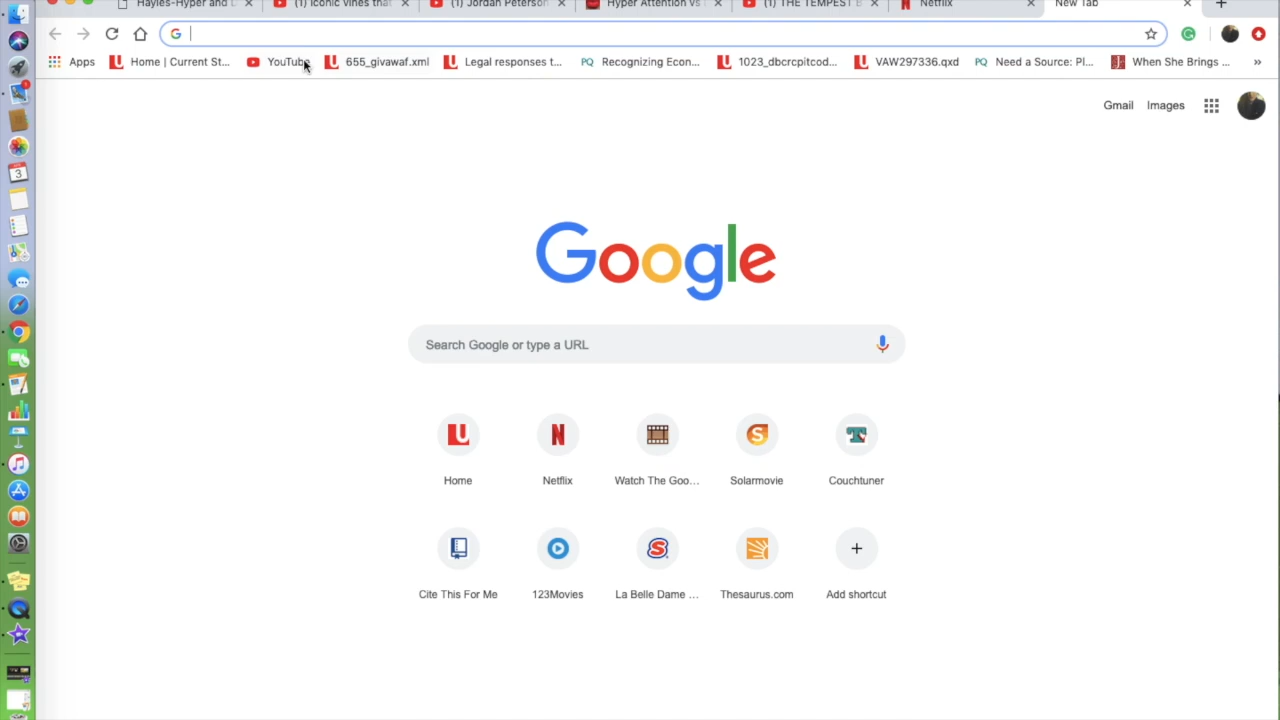 Hayles-Hyper and D
(1) Iconic vines that
(1) Jordan Peterson
Hyper Attention vs
(1) THE TEMPEST B
Netflix
New Tab
Apps
Home | Current St...
YouTube
655_givawaf.xml
Legal responses t...
Recognizing Econ...
1023_dbcrcpitcod...
VAW297336.qxd
Need a Source: Pl...
When She Brings ...
Gmail
Images
Google
Search Google or type a URL
Home
Netflix
Watch The Goo...
Solarmovie
Couchtuner
Cite This For Me
123Movies
La Belle Dame ...
Thesaurus.com
Add shortcut